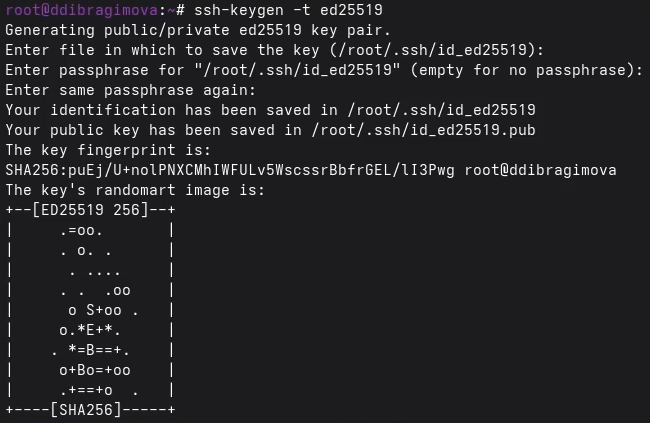 root@ddibragimova:~# ssh-keygen -t ed25519
Generating public/private ed25519 key pair.
Enter file in which to save the key (/root/.ssh/id_ed25519):
Enter passphrase for "/root/.ssh/id_ed25519" (empty for no passphrase):
Enter same passphrase again:
Your identification has been saved in /root/.ssh/id_ed25519
Your public key has been saved in /root/.ssh/id_ed25519.pub
The key fingerprint is:
SHA256:puEj/U+nolPNXCMhIWFULv5WscssrBbfrGEL/lI3Pwg root@ddibragimova
The key's randomart image is:
+--[ED25519 256]--+
|     .=oo.       |
|     . o. .      |
|      . ....     |
|     . .  .oo    |
|      o S+oo .   |
|     o.*E+*.     |
|    . *=B==+.    |
|     o+Bo=+oo    |
|     .+==+o  .   |
+----[SHA256]-----+